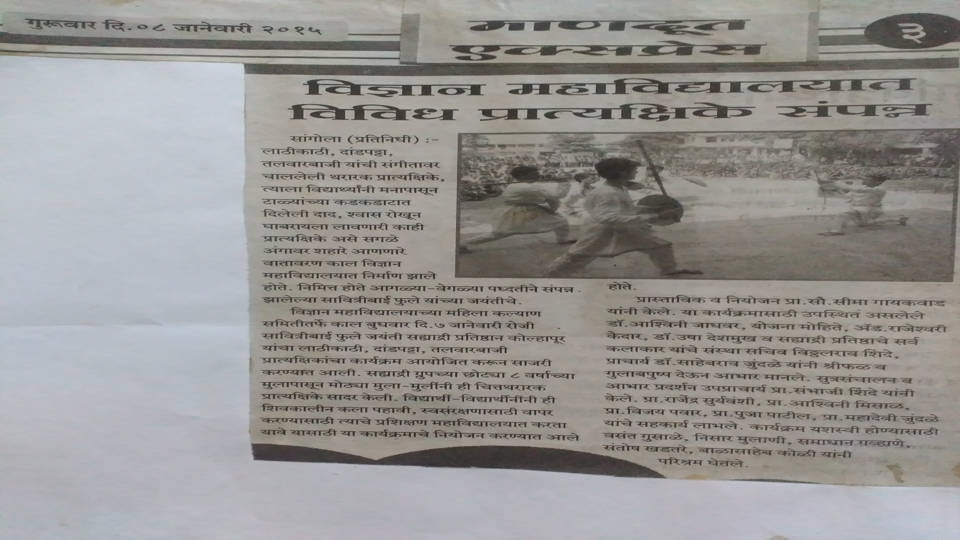 गुरूवार दि.०८ जानेवारी २०१५
माणदूत
एक्सप्रेस
३
विज्ञान महाविद्यालयात
विविध प्रात्यक्षिके संपन्न
सांगोला (प्रतिनिधी) :-
लाठीकाठी, दांडपट्टा,
तलवारबाजी यांची संगीतावर
चाललेली थरारक प्रात्यक्षिके,
त्याला विद्यार्थ्यांनी मनापासून
टाळ्यांच्या कडकडाटात
दिलेली दाद, श्वास रोखून
घाबरायला लावणारी काही
प्रात्यक्षिके असे सगळे
अंगावर शहारे आणणारे
वातावरण काल विज्ञान
महाविद्यालयात निर्माण झाले
होते. निमित्त होते आगळ्या-वेगळ्या पध्दतीने संपन्न
झालेल्या सावित्रीबाई फुले यांच्या जयंतीचे.
विज्ञान महाविद्यालयाच्या महिला कल्याण
समितीतर्फे काल बुधवार दि.७ जानेवारी रोजी
सावित्रीबाई फुले जयंती सह्याद्री प्रतिष्ठान कोल्हापूर
यांचा लाठीकाठी, दांडपट्टा, तलवारबाजी
प्रात्यक्षिकांचा कार्यक्रम आयोजित करून साजरी
करण्यात आली. सह्याद्री ग्रुपच्या छोट्या ८ वर्षाच्या
मुलापासून मोठ्या मुला-मुलींनी ही चित्तथरारक
प्रात्यक्षिके सादर केली. विद्यार्थी-विद्यार्थींनीनी ही
शिवकालीन कला पहावी, स्वसंरक्षणासाठी वापर
करण्यासाठी त्याचे प्रशिक्षण महाविद्यालयात करता
यावे यासाठी या कार्यक्रमाचे नियोजन करण्यात आले
होते.
प्रास्ताविक व नियोजन प्रा.सौ.सीमा गायकवाड
यांनी केले. या कार्यक्रमासाठी उपस्थित असलेले
डॉ.आश्विनी जाधवर, योजना मोहिते, अ‍ॅड.राजेश्वरी
केदार, डॉ.उषा देशमुख व सह्याद्री प्रतिष्ठाचे सर्व
कलाकार यांचे संस्था सचिव विठ्ठलराव शिंदे,
प्राचार्य डॉ.साहेबराव जुंदळे यांनी श्रीफळ व
गुलाबपुष्प देऊन आभार मानले. सुत्रसंचालन व
आभार प्रदर्शन उपप्राचार्य प्रा.संभाजी शिंदे यांनी
केले. प्रा.राजेंद्र सुर्यवंशी, प्रा.आश्विनी मिसाळ,
प्रा.विजय पवार, प्रा.पुजा पाटील, प्रा.महादेवी जुंदळे
यांचे सहकार्य लाभले. कार्यक्रम यशस्वी होण्यासाठी
वसंत गुसाळे, निसार मुलाणी, समाधान
संतोष खडतरे, बाळासाहेब कोळी यांनी
परिश्रम घेतले.